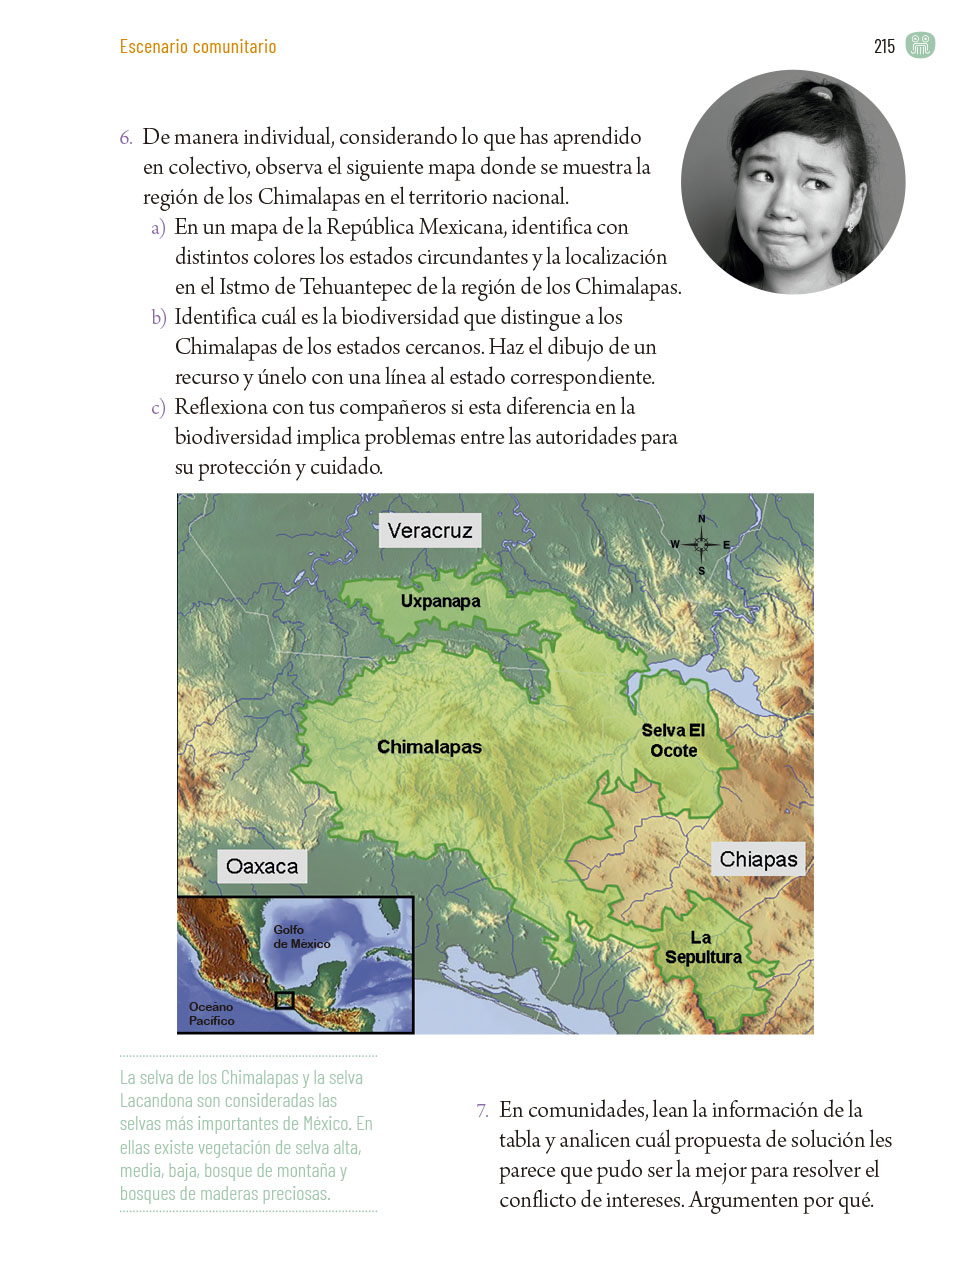 Escenario comunitario
215
6. De manera individual, considerando lo que has aprendido
en colectivo, observa el siguiente mapa donde se muestra la
región de los Chimalapas en el territorio nacional.
a) En un mapa de la República Mexicana, identifica con
distintos colores los estados circundantes y la localización
en el Istmo de Tehuantepec de la región de los Chimalapas.
b) Identifica cuál es la biodiversidad que distingue a los
Chimalapas de los estados cercanos. Haz el dibujo de un
recurso y únelo con una línea al estado correspondiente.
c) Reflexiona con tus compañeros si esta diferencia en la
biodiversidad implica problemas entre las autoridades para
su protección y cuidado.
Veracruz
N
W E
S
Uxpanapa
Selva El
Ocote
Chimalapas
Chiapas
Oaxaca
La
Sepultura
Golfo
de México
Oceáno
Pacífico
La selva de los Chimalapas y la selva
Lacandona son consideradas las
selvas más importantes de México. En
ellas existe vegetación de selva alta,
media, baja, bosque de montaña y
bosques de maderas preciosas.
7. En comunidades, lean la información de la
tabla y analicen cuál propuesta de solución les
parece que pudo ser la mejor para resolver el
conflicto de intereses. Argumenten por qué.